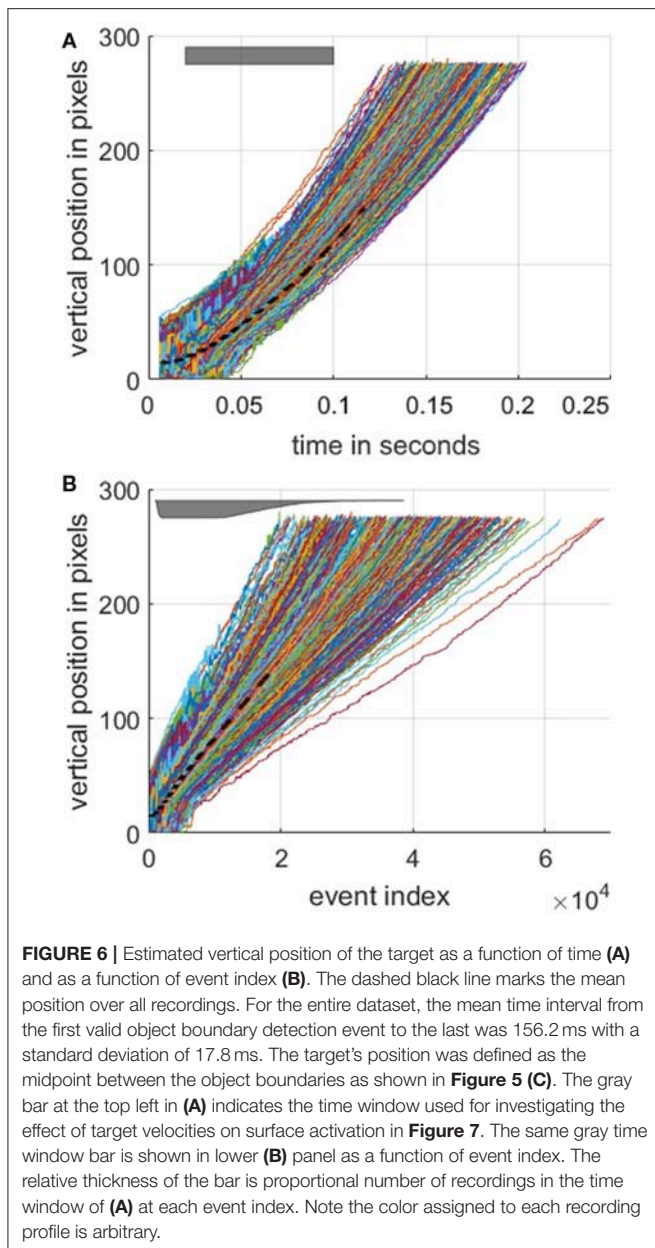 A
300
200
100
0
vertical position in pixels
0 0.05 0.1 0.15 0.2 0.25
time in seconds
B
300
200
100
0
vertical position in pixels
0 2 4 6
event index ×10⁴
FIGURE 6 | Estimated vertical position of the target as a function of time (A)
and as a function of event index (B). The dashed black line marks the mean
position over all recordings. For the entire dataset, the mean time interval from
the first valid object boundary detection event to the last was 156.2 ms with a
standard deviation of 17.8 ms. The target's position was defined as the
midpoint between the object boundaries as shown in Figure 5 (C). The gray
bar at the top left in (A) indicates the time window used for investigating the
effect of target velocities on surface activation in Figure 7. The same gray time
window bar is shown in lower (B) panel as a function of event index. The
relative thickness of the bar is proportional number of recordings in the time
window of (A) at each event index. Note the color assigned to each recording
profile is arbitrary.